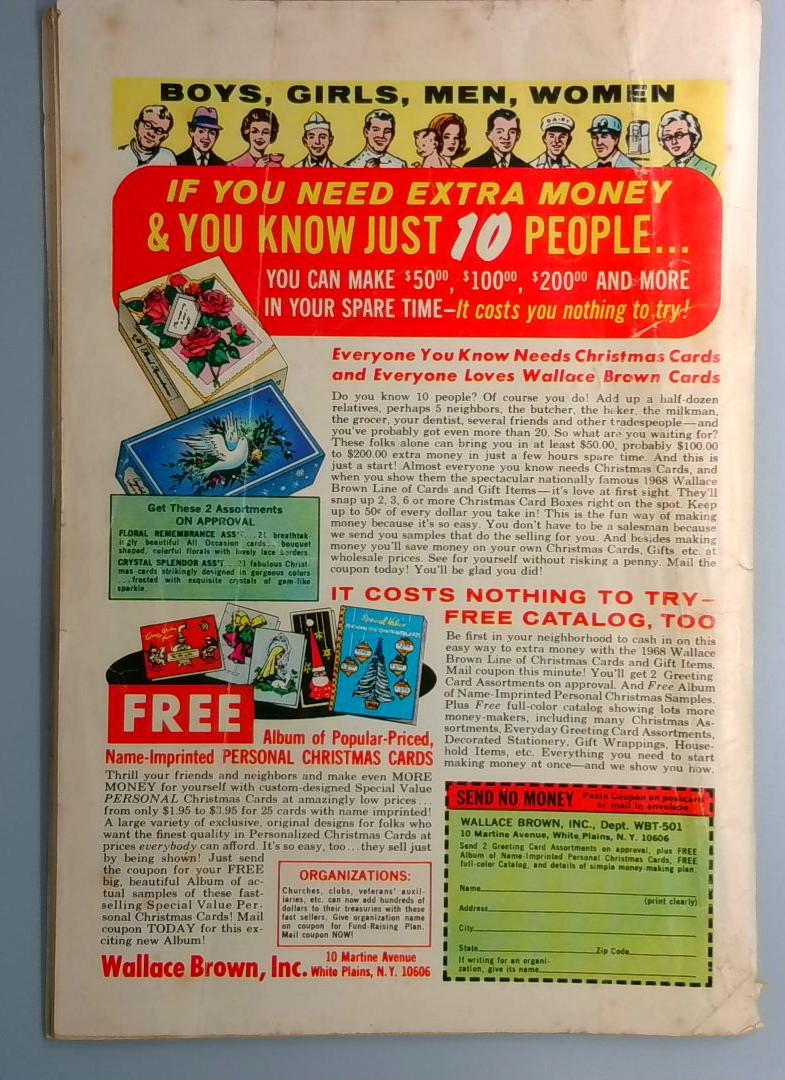 BOYS, GIRLS, MEN, WOMEN
DAIRY
IF YOU NEED EXTRA MONEY
& YOU KNOW JUST 10 PEOPLE...
YOU CAN MAKE $50⁰⁰, $100⁰⁰, $200⁰⁰ AND MORE
IN YOUR SPARE TIME—It costs you nothing to try!
Everyone You Know Needs Christmas Cards
and Everyone Loves Wallace Brown Cards
Do you know 10 people? Of course you do! Add up a half-dozen
relatives, perhaps 5 neighbors, the butcher, the baker, the milkman,
the grocer, your dentist, several friends and other tradespeople—and
you've probably got even more than 20. So what are you waiting for?
These folks alone can bring you in at least $50.00, probably $100.00
to $200.00 extra money in just a few hours spare time. And this is
just a start! Almost everyone you know needs Christmas Cards, and
when you show them the spectacular nationally famous 1968 Wallace
Brown Line of Cards and Gift Items—it's love at first sight. They'll
snap up 2, 3, 6 or more Christmas Card Boxes right on the spot. Keep
up to 50¢ of every dollar you take in! This is the fun way of making
money because it's so easy. You don't have to be a salesman because
we send you samples that do the selling for you. And besides making
money you'll save money on your own Christmas Cards, Gifts, etc. at
wholesale prices. See for yourself without risking a penny. Mail the
coupon today! You'll be glad you did!
Get These 2 Assortments
ON APPROVAL
FLORAL REMEMBRANCE ASS'T... 21 breathtak-
ingly beautiful All Occasion cards... bouquet
shaped, colorful florals with lovely lace borders.
CRYSTAL SPLENDOR ASS'T... 21 fabulous Christ-
mas cards strikingly designed in gorgeous colors
...frosted with exquisite crystals of gem-like
sparkle.
IT COSTS NOTHING TO TRY—
FREE CATALOG, TOO
Be first in your neighborhood to cash in on this
easy way to extra money with the 1968 Wallace
Brown Line of Christmas Cards and Gift Items.
Mail coupon this minute! You'll get 2 Greeting
Card Assortments on approval. And Free Album
of Name-Imprinted Personal Christmas Samples.
Plus Free full-color catalog showing lots more
money-makers, including many Christmas As-
sortments, Everyday Greeting Card Assortments,
Decorated Stationery, Gift Wrappings, House-
hold Items, etc. Everything you need to start
making money at once—and we show you how.
Special Value
PERSONAL CHRISTMAS CARDS
FREE
Album of Popular-Priced,
Name-Imprinted PERSONAL CHRISTMAS CARDS
Thrill your friends and neighbors and make even MORE
MONEY for yourself with custom-designed Special Value
PERSONAL Christmas Cards at amazingly low prices...
from only $1.95 to $3.95 for 25 cards with name imprinted!
A large variety of exclusive, original designs for folks who
want the finest quality in Personalized Christmas Cards at
prices everybody can afford. It's so easy, too...they sell just
by being shown! Just send
the coupon for your FREE
big, beautiful Album of ac-
tual samples of these fast-
selling Special Value Per-
sonal Christmas Cards! Mail
coupon TODAY for this ex-
citing new Album!
ORGANIZATIONS:
Churches, clubs, veterans' auxil-
iaries, etc. can now add hundreds of
dollars to their treasuries with these
fast sellers. Give organization name
on coupon for Fund-Raising Plan.
Mail coupon NOW!
Wallace Brown, Inc. 10 Martine Avenue
White Plains, N.Y. 10606
SEND NO MONEY Paste Coupon on postcard
or mail in envelope
WALLACE BROWN, INC., Dept. WBT-501
10 Martine Avenue, White Plains, N.Y. 10606
Send 2 Greeting Card Assortments on approval, plus FREE
Album of Name-Imprinted Personal Christmas Cards, FREE
full-color Catalog, and details of simple money-making plan.
Name
(print clearly)
Address
City
State Zip Code
If writing for an organi-
zation, give its name